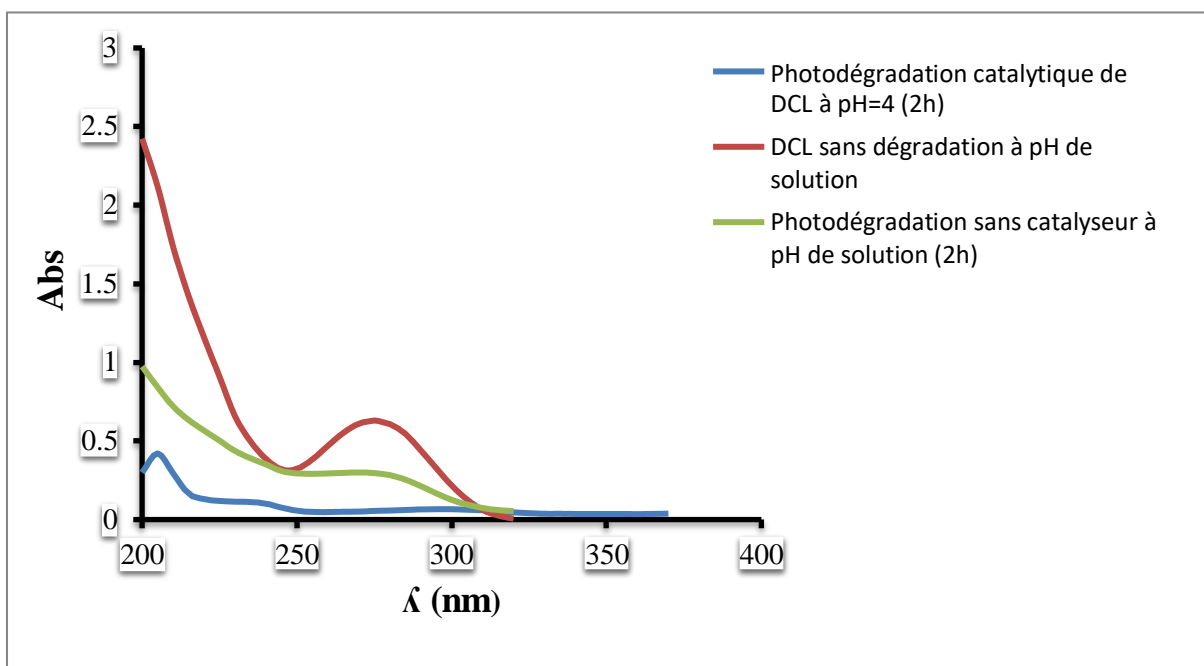 3
2.5
2
1.5
1
0.5
0
Abs
200
250
300
350
400
ʎ (nm)
Photodégradation catalytique de
DCL à pH=4 (2h)
DCL sans dégradation à pH de
solution
Photodégradation sans catalyseur à
pH de solution (2h)